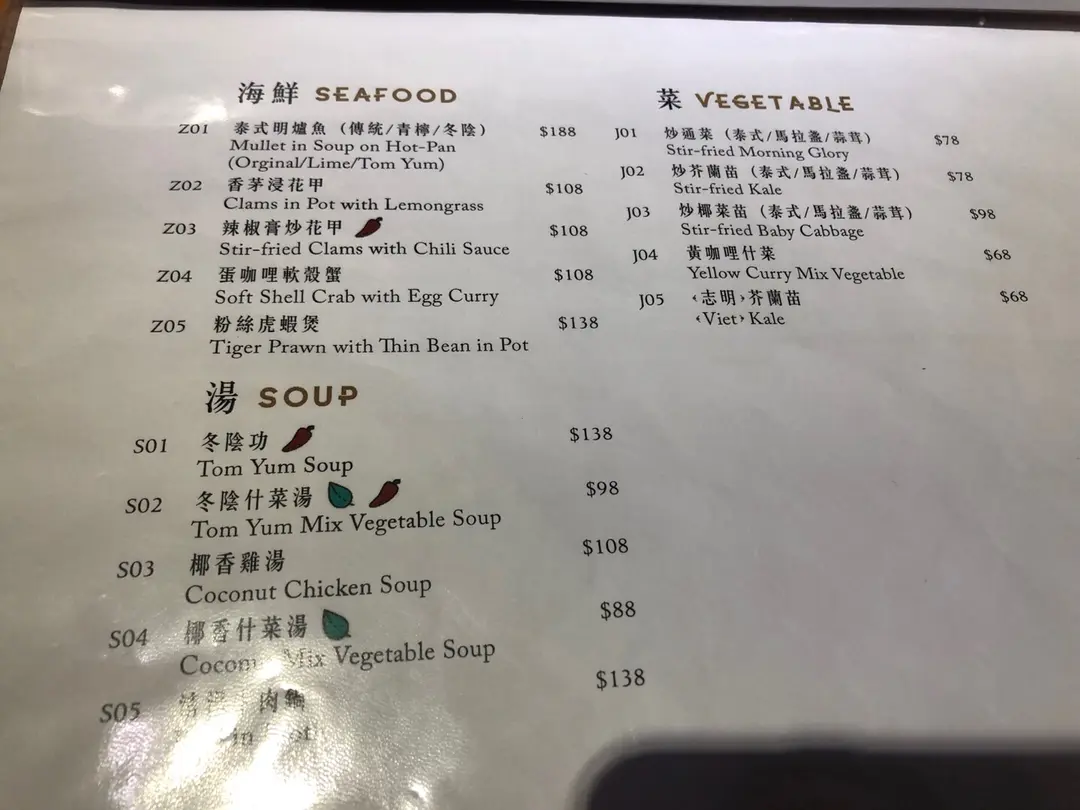 海鮮 SEAFOOD
Z01 泰式明爐魚（傳統/青檸/冬陰） $188
Mullet in Soup on Hot-Pan
(Orginal/Lime/Tom Yum)
Z02 香茅浸花甲 $108
Clams in Pot with Lemongrass
Z03 辣椒膏炒花甲 $108
Stir-fried Clams with Chili Sauce
Z04 蛋咖哩軟殼蟹 $108
Soft Shell Crab with Egg Curry
Z05 粉絲虎蝦煲 $138
Tiger Prawn with Thin Bean in Pot
湯 SOUP
S01 冬陰功 $138
Tom Yum Soup
S02 冬陰什菜湯 $98
Tom Yum Mix Vegetable Soup
S03 椰香雞湯 $108
Coconut Chicken Soup
S04 椰香什菜湯 $88
Mix Vegetable Soup
S05 肉 $138
in
菜 VEGETABLE
J01 炒通菜（泰式/馬拉盞/蒜茸） $78
Stir-fried Morning Glory
J02 炒芥蘭苗（泰式/馬拉盞/蒜茸） $78
Stir-fried Kale
J03 炒椰菜苗（泰式/馬拉盞/蒜茸） $98
Stir-fried Baby Cabbage
J04 黃咖哩什菜 $68
Yellow Curry Mix Vegetable
J05 ‹志明›芥蘭苗 $68
‹Viet› Kale